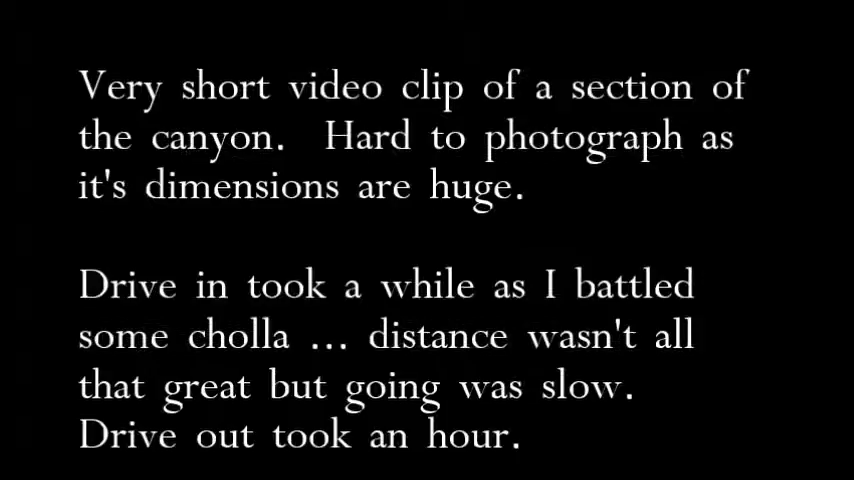 Very short video clip of a section of
the canyon. Hard to photograph as
it's dimensions are huge.
Drive in took a while as I battled
some cholla ... distance wasn't all
that great but going was slow.
Drive out took an hour.